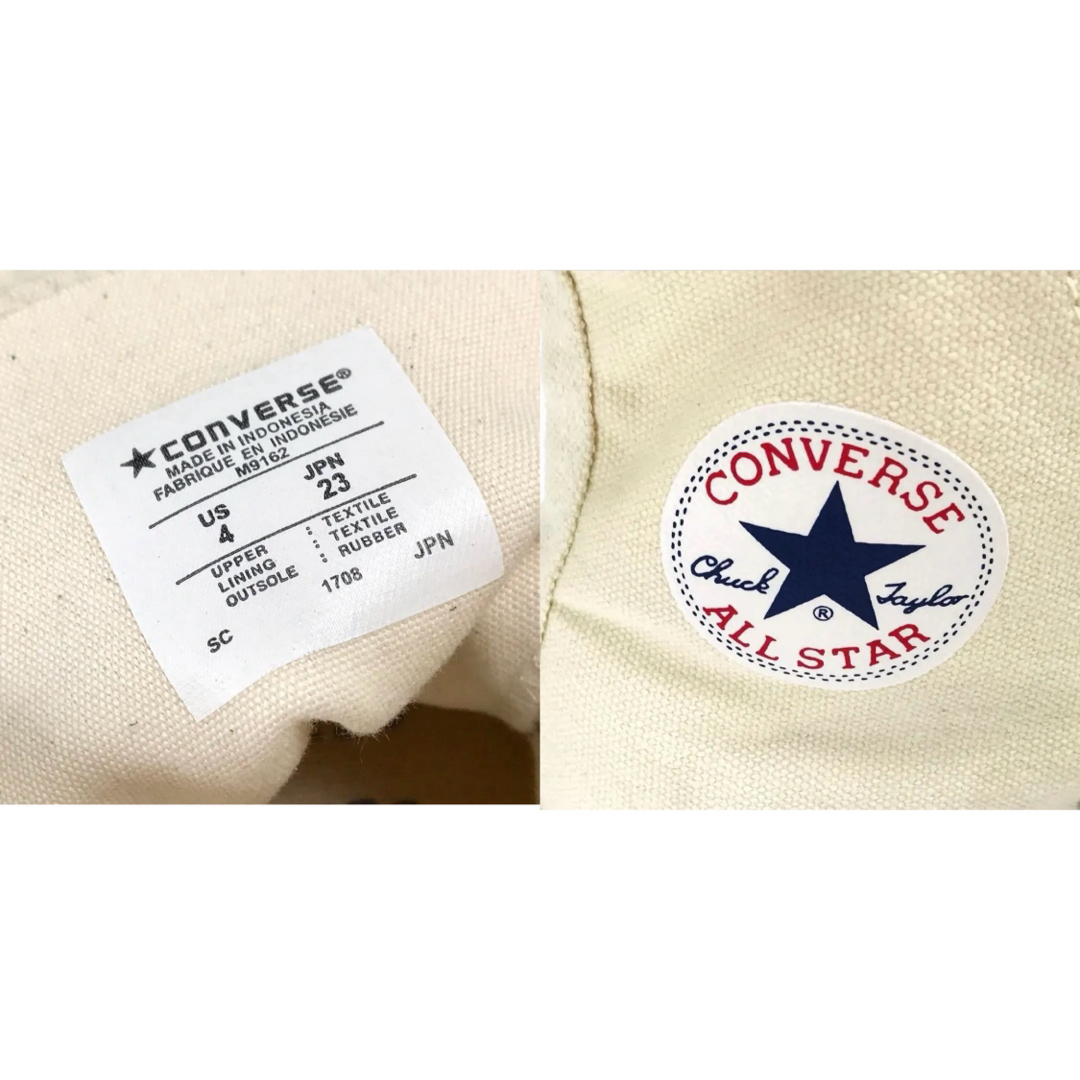 ★CONVERSE®
MADE IN INDONESIA
FABRIQUE EN INDONÉSIE
M9162
US JPN
4 23
UPPER : TEXTILE
LINING : TEXTILE
OUTSOLE : RUBBER
1708 JPN
SC
CONVERSE
Chuck Taylor
®
ALL STAR